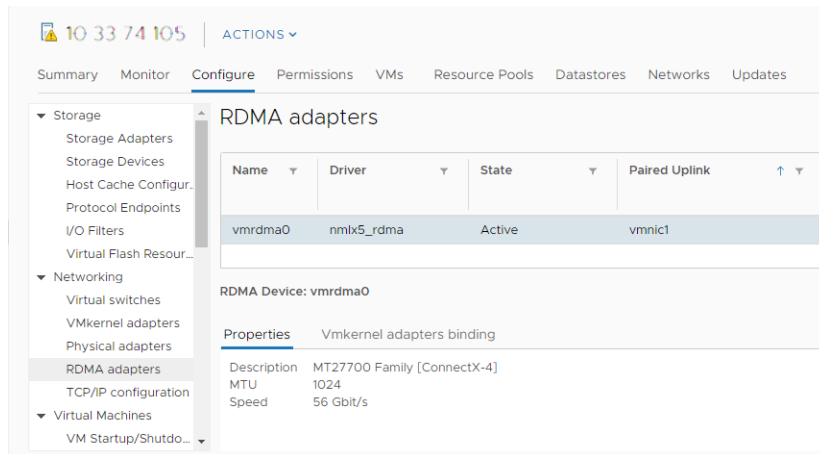 10 33 74 105 ACTIONS
Summary Monitor Configure Permissions VMs Resource Pools Datastores Networks Updates
Storage
Storage Adapters
Storage Devices
Host Cache Configur..
Protocol Endpoints
I/O Filters
Virtual Flash Resour...
Networking
Virtual switches
VMkernel adapters
Physical adapters
RDMA adapters
TCP/IP configuration
Virtual Machines
VM Startup/Shutdo...
RDMA adapters
Name Driver State Paired Uplink
vmrdma0 nmlx5_rdma Active vmnic1
RDMA Device: vmrdma0
Properties Vmkernel adapters binding
Description MT27700 Family [ConnectX-4]
MTU 1024
Speed 56 Gbit/s